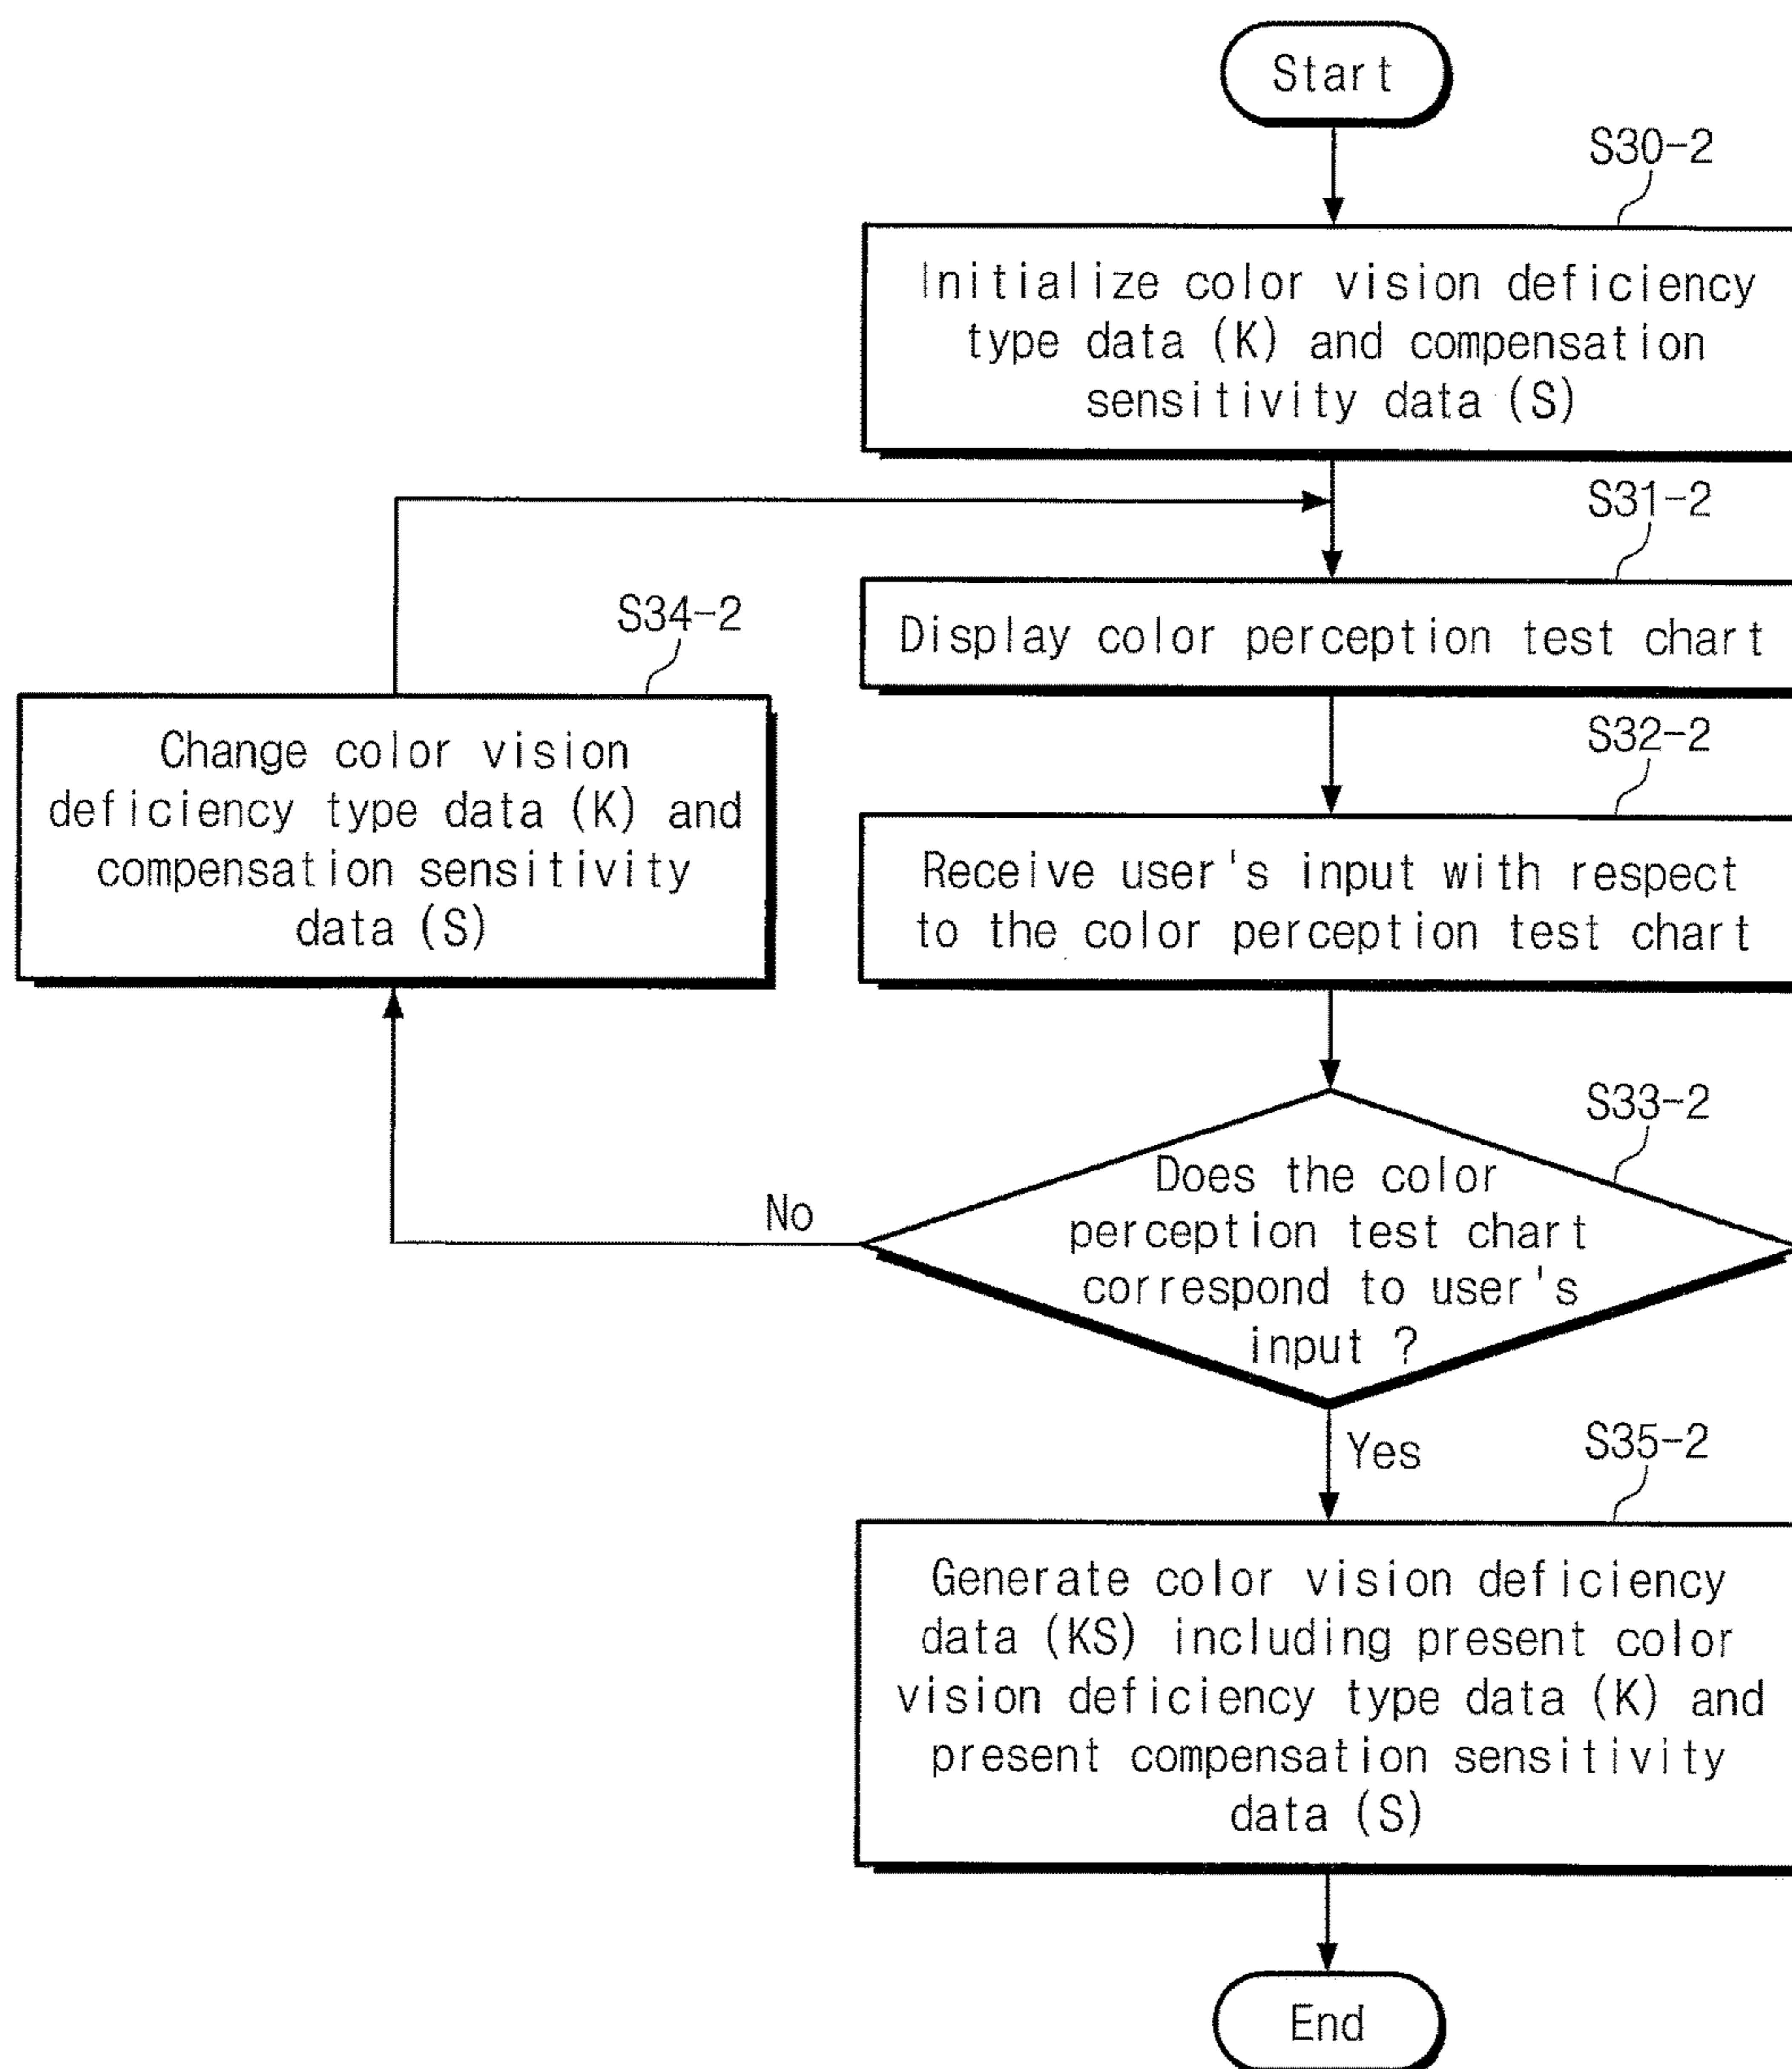 Start
S30-2
Initialize color vision deficiency
type data (K) and compensation
sensitivity data (S)
S31-2
Display color perception test chart
S34-2
Change color vision
deficiency type data (K) and
compensation sensitivity
data (S)
S32-2
Receive user's input with respect
to the color perception test chart
S33-2
Does the color
perception test chart
correspond to user's
input ?
No
Yes
S35-2
Generate color vision deficiency
data (KS) including present color
vision deficiency type data (K) and
present compensation sensitivity
data (S)
End